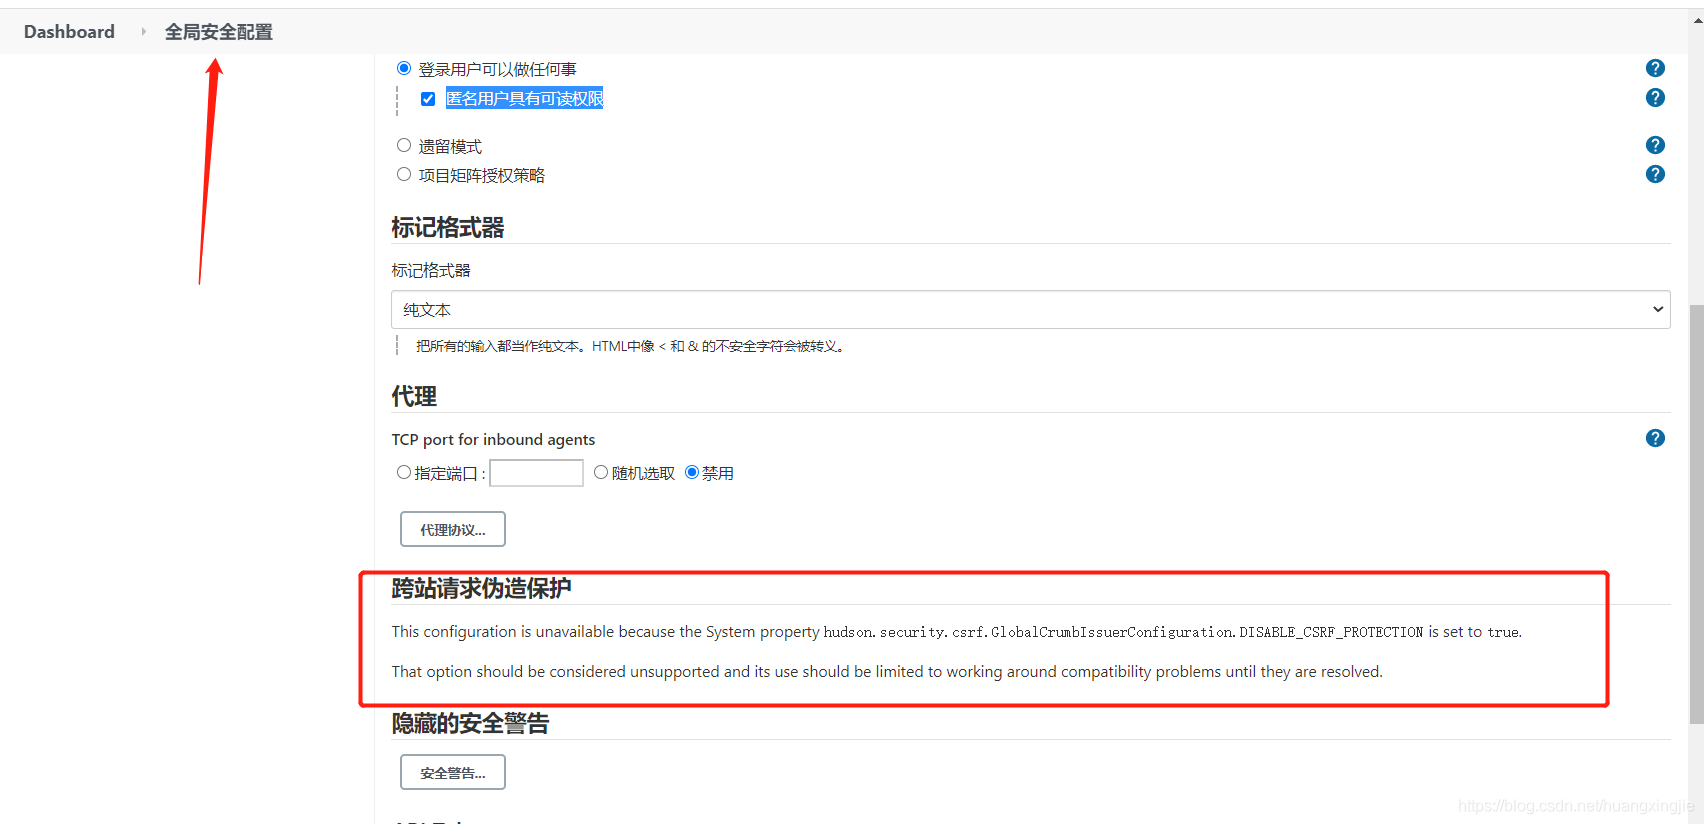 Dashboard 全局安全配置
登录用户可以做任何事
匿名用户具有可读权限
遗留模式
项目矩阵授权策略
标记格式器
标记格式器
纯文本
把所有的输入都当作纯文本。HTML中像 < 和 & 的不安全字符会被转义。
代理
TCP port for inbound agents
指定端口 : 随机选取 禁用
代理协议...
跨站请求伪造保护
This configuration is unavailable because the System property hudson.security.csrf.GlobalCrumbIssuerConfiguration.DISABLE_CSRF_PROTECTION is set to true.
That option should be considered unsupported and its use should be limited to working around compatibility problems until they are resolved.
隐藏的安全警告
安全警告...
https://blog.csdn.net/huangxingjie